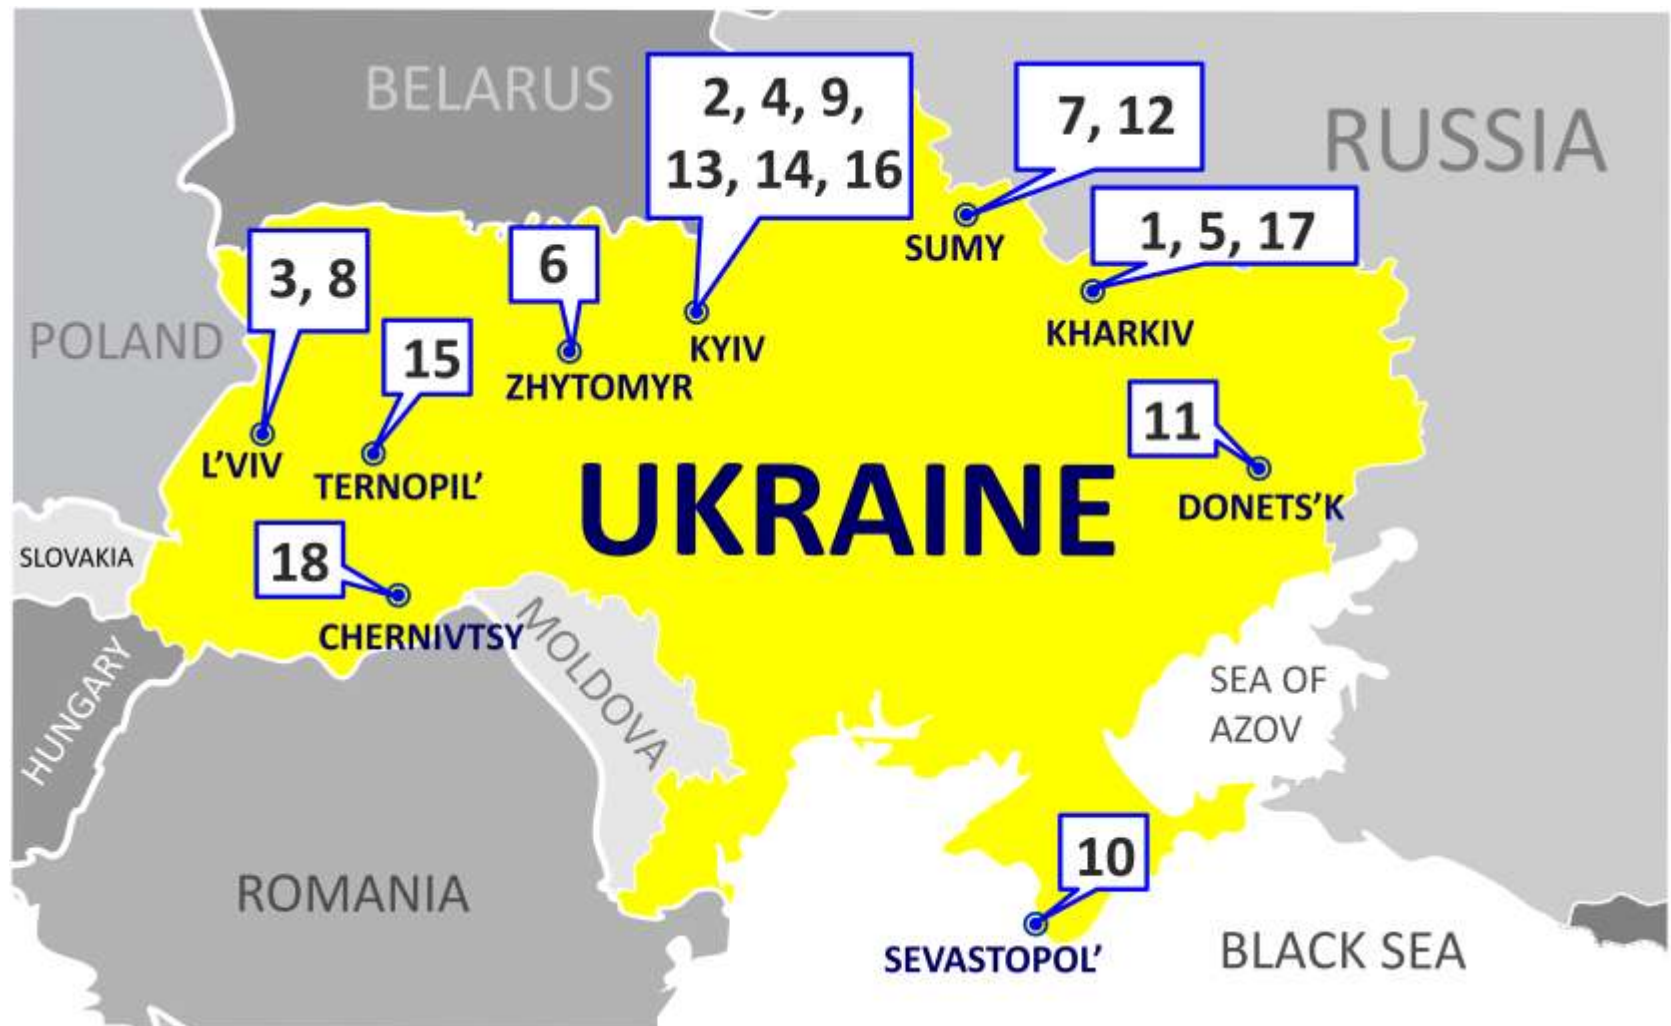 BELARUS
2, 4, 9,
13, 14, 16
7, 12
RUSSIA
1, 5, 17
SUMY
3, 8
6
POLAND
15
KYIV
KHARKIV
ZHYTOMYR
11
L'VIV
TERNOPIL'
UKRAINE
DONETS'K
SLOVAKIA
18
CHERNIVTSY
MOLDOVA
HUNGARY
SEA OF
AZOV
10
ROMANIA
SEVASTOPOL'
BLACK SEA